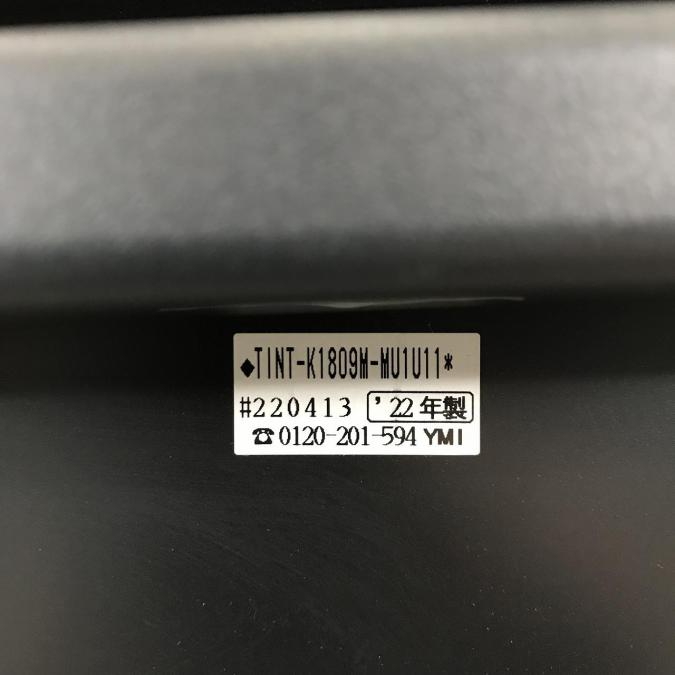 ◆TINT-K1809M-MU1U11*
#220413 '22年製
☎0120-201-594 YMI